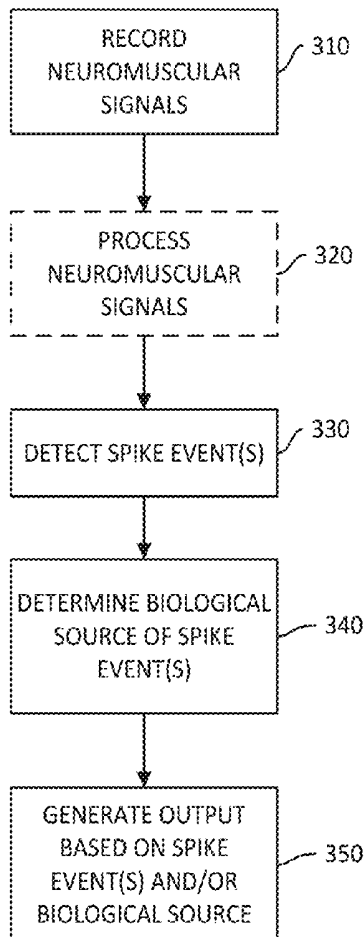 RECORD
NEUROMUSCULAR
SIGNALS
310
PROCESS
NEUROMUSCULAR
SIGNALS
320
DETECT SPIKE EVENT(S)
330
DETERMINE BIOLOGICAL
SOURCE OF SPIKE
EVENT(S)
340
GENERATE OUTPUT
BASED ON SPIKE
EVENT(S) AND/OR
BIOLOGICAL SOURCE
350